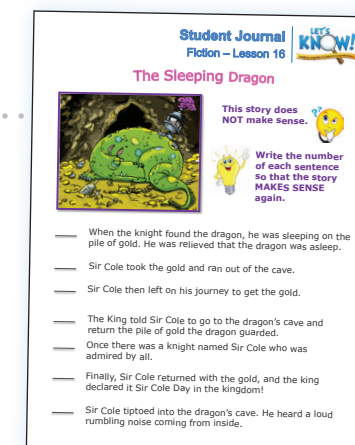 Student Journal
Fiction – Lesson 16
LET'S
KNOW!
The Sleeping Dragon
This story does
NOT make sense.
??
Write the number
of each sentence
so that the story
MAKES SENSE
again.
When the knight found the dragon, he was sleeping on the
pile of gold. He was relieved that the dragon was asleep.
Sir Cole took the gold and ran out of the cave.
Sir Cole then left on his journey to get the gold.
The King told Sir Cole to go to the dragon's cave and
return the pile of gold the dragon guarded.
Once there was a knight named Sir Cole who was
admired by all.
Finally, Sir Cole returned with the gold, and the king
declared it Sir Cole Day in the kingdom!
Sir Cole tiptoed into the dragon's cave. He heard a loud
rumbling noise coming from inside.